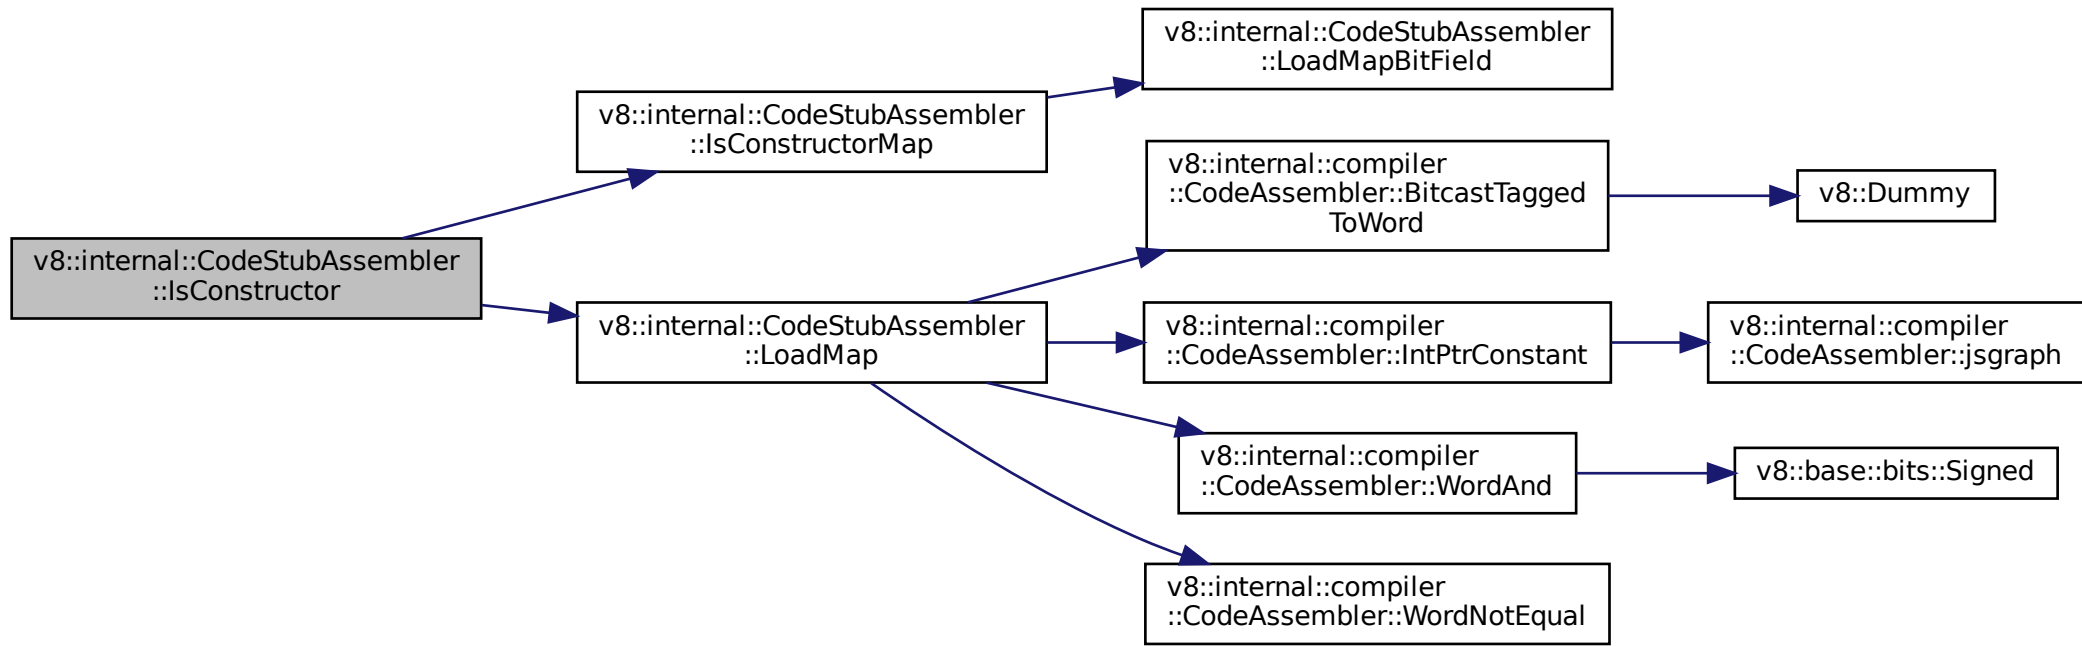 v8::internal::CodeStubAssembler
::IsConstructor
v8::internal::CodeStubAssembler
::IsConstructorMap
v8::internal::CodeStubAssembler
::LoadMapBitField
v8::internal::CodeStubAssembler
::LoadMap
v8::internal::compiler
::CodeAssembler::BitcastTagged
ToWord
v8::Dummy
v8::internal::compiler
::CodeAssembler::IntPtrConstant
v8::internal::compiler
::CodeAssembler::jsgraph
v8::internal::compiler
::CodeAssembler::WordAnd
v8::base::bits::Signed
v8::internal::compiler
::CodeAssembler::WordNotEqual